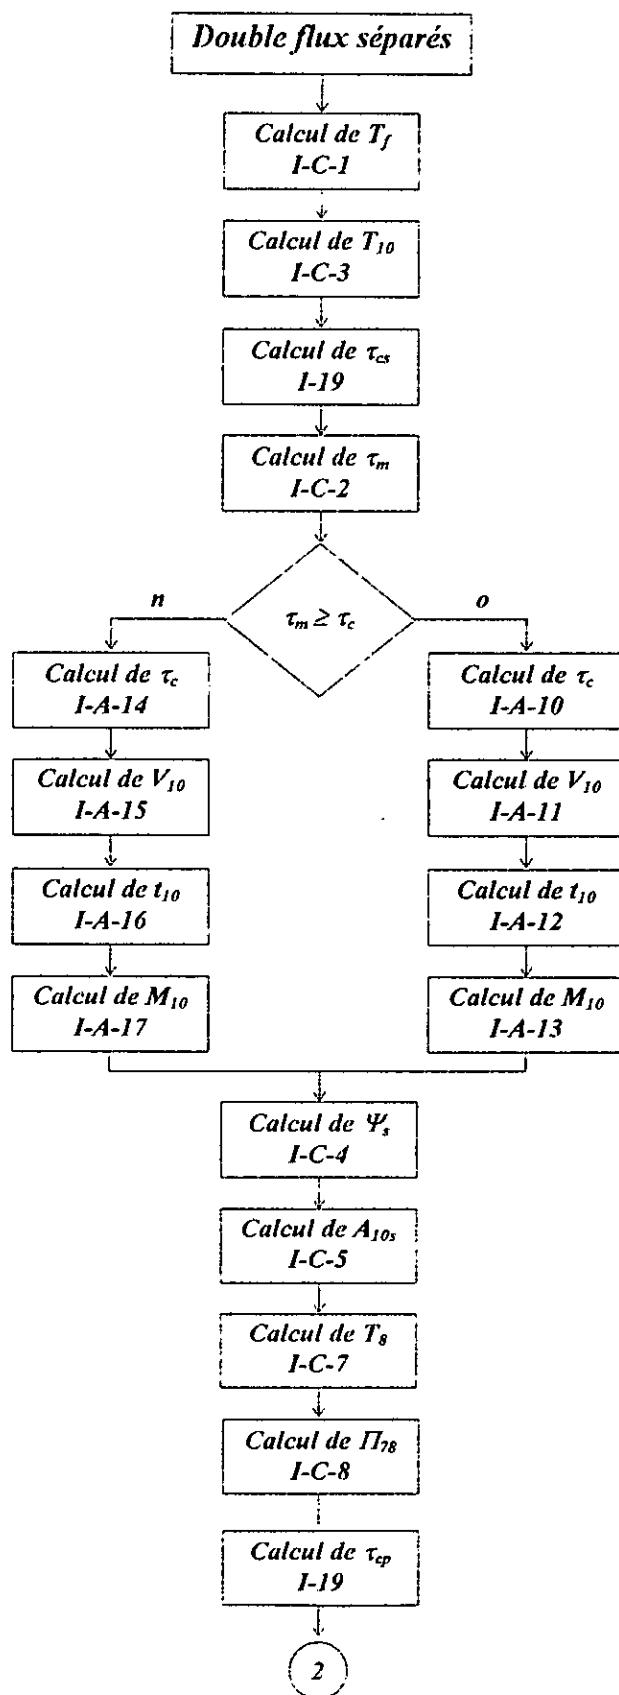 Double flux séparés
Calcul de T_f
I-C-1
Calcul de T_10
I-C-3
Calcul de τ_cs
I-19
Calcul de τ_m
I-C-2
n
τ_m ≥ τ_c
o
Calcul de τ_c
I-A-14
Calcul de V_10
I-A-15
Calcul de t_10
I-A-16
Calcul de M_10
I-A-17
Calcul de τ_c
I-A-10
Calcul de V_10
I-A-11
Calcul de t_10
I-A-12
Calcul de M_10
I-A-13
Calcul de Ψ_s
I-C-4
Calcul de A_10s
I-C-5
Calcul de T_8
I-C-7
Calcul de Π_78
I-C-8
Calcul de τ_cp
I-19
2